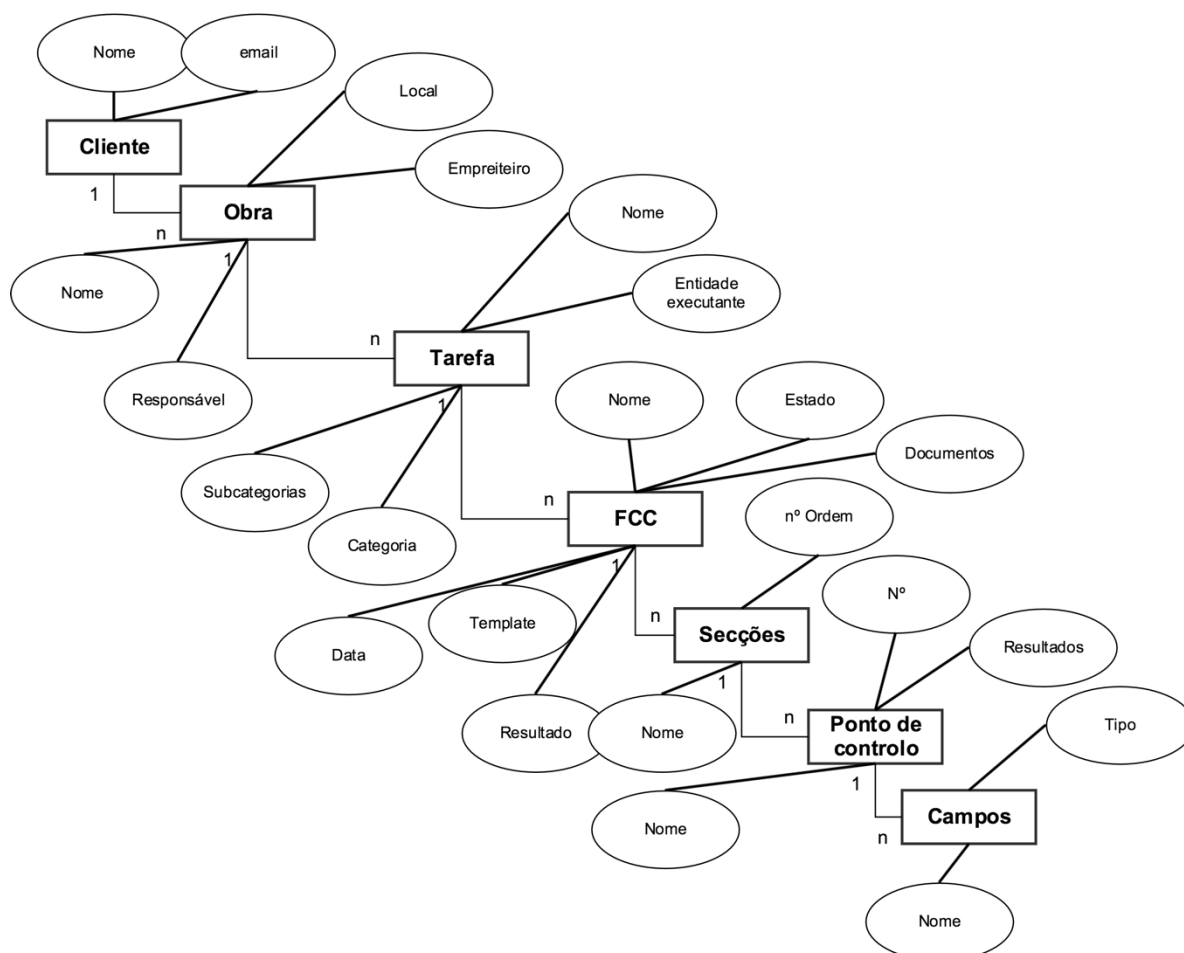 Nome
email
Local
Cliente
Empreiteiro
1
Obra
Nome
n
1
Nome
Entidade
executante
n
Tarefa
Responsável
Nome
Estado
1
Documentos
Subcategorias
n
FCC
nº Ordem
Categoria
1
Nº
Template
n
Secções
Data
Resultados
1
Resultado
Nome
n
Ponto de
controlo
Tipo
1
Nome
Campos
n
Nome